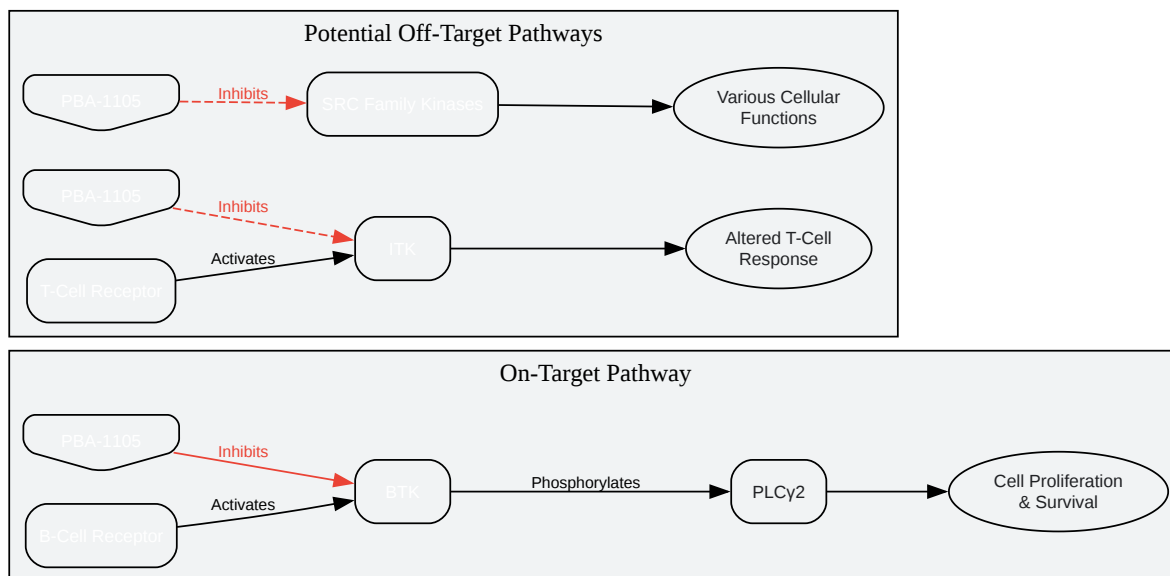 Potential Off-Target Pathways
PBA-1105
Inhibits
SRC Family Kinases
Various Cellular
Functions
PBA-1105
Inhibits
T-Cell Receptor
Activates
ITK
Altered T-Cell
Response
On-Target Pathway
PBA-1105
Inhibits
B-Cell Receptor
Activates
BTK
Phosphorylates
PLCγ2
Cell Proliferation
& Survival